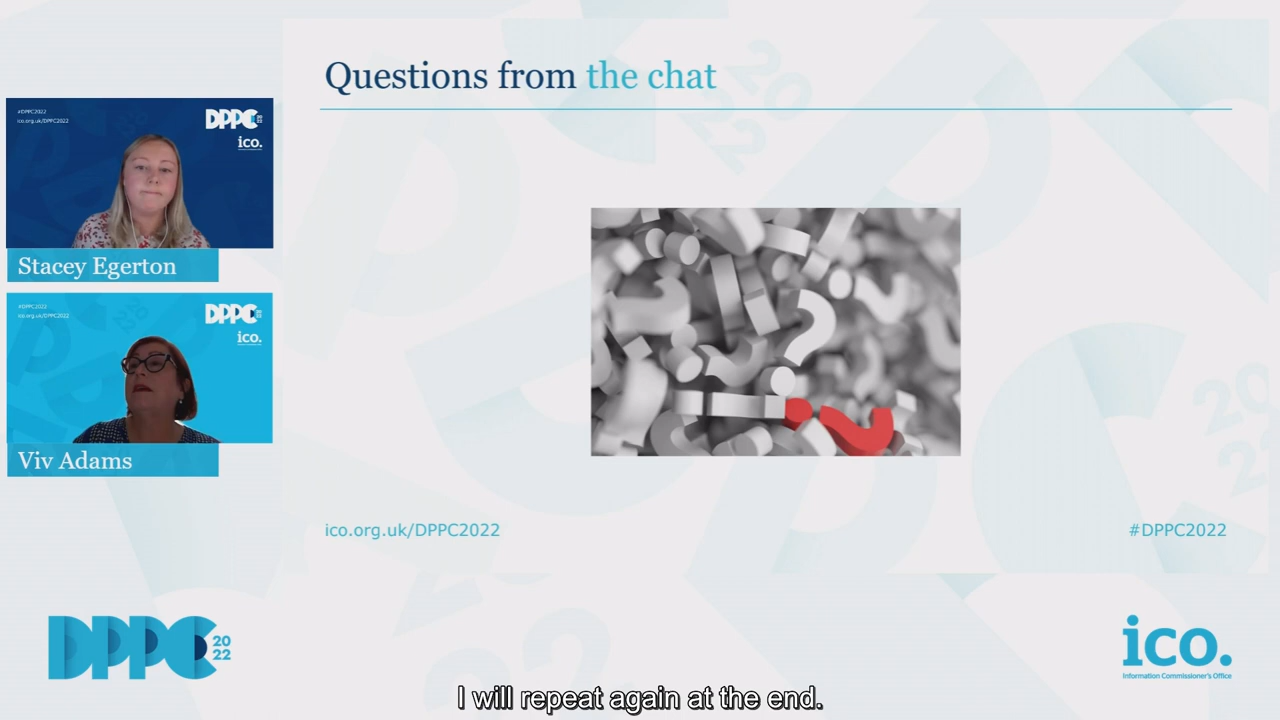 Questions from the chat
#DPPC2022
ico.org.uk/DPPC2022
DPPC 2022
ico.
Stacey Egerton
#DPPC2022
ico.org.uk/DPPC2022
DPPC 2022
ico.
Viv Adams
ico.org.uk/DPPC2022
#DPPC2022
DPPC 2022
ico.
Information Commissioner's Office
I will repeat again at the end.